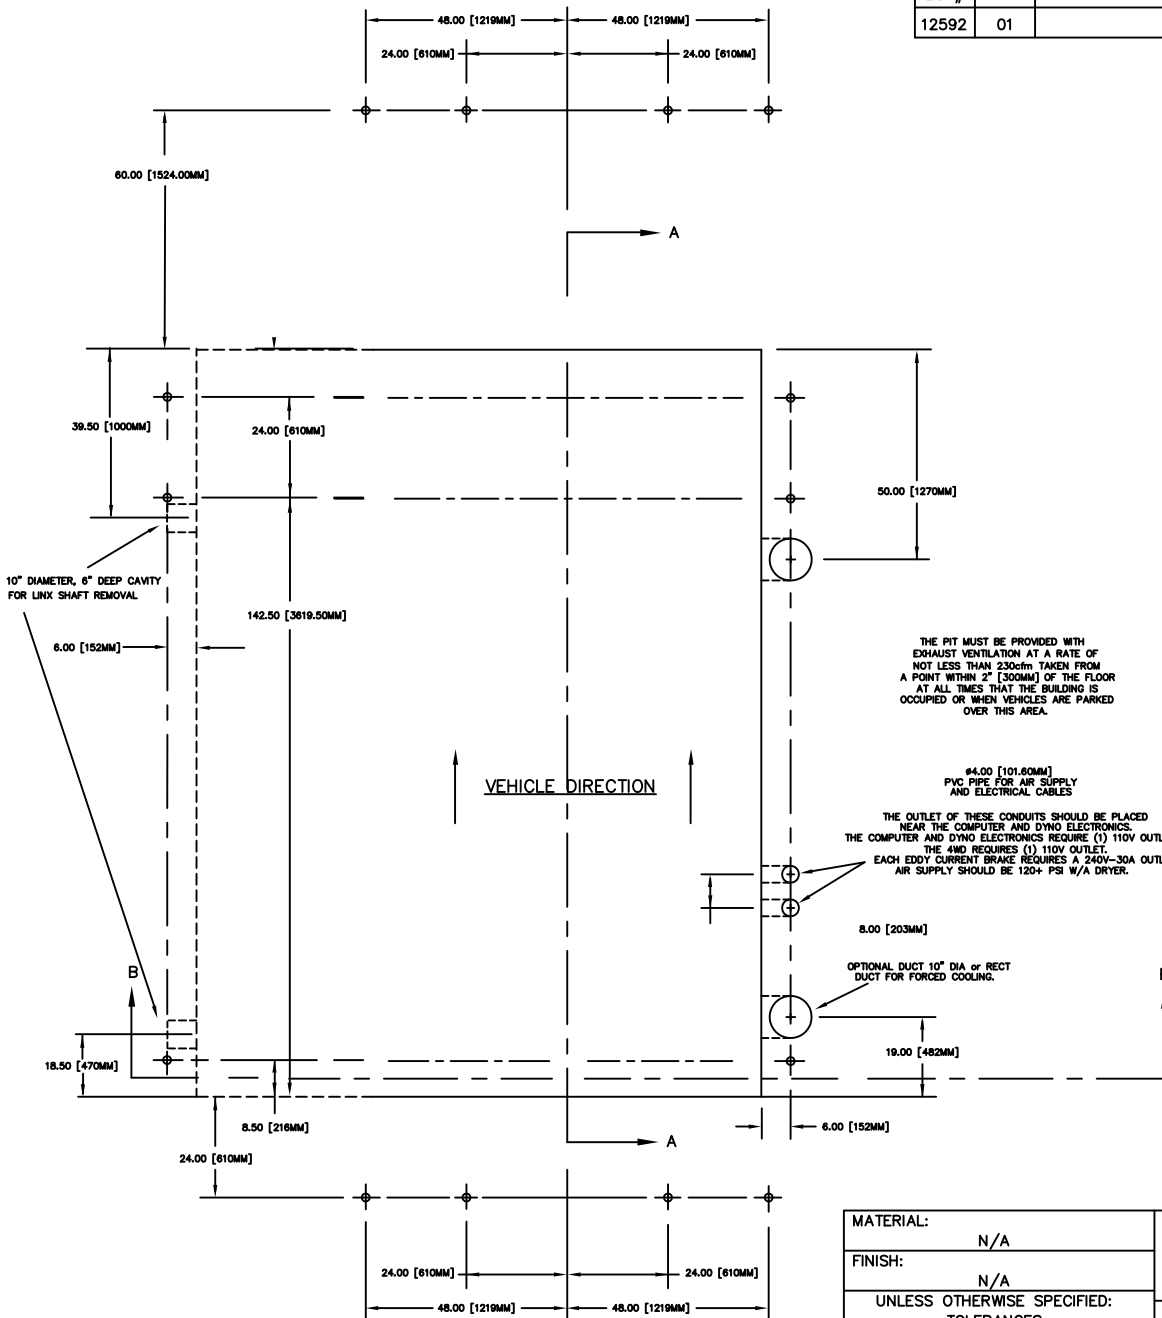 12592 01
48.00 [1219MM] 48.00 [1219MM]
24.00 [610MM] 24.00 [610MM]
60.00 [1524.00MM]
A
39.50 [1000MM]
24.00 [610MM]
50.00 [1270MM]
10" DIAMETER, 6" DEEP CAVITY
FOR LINX SHAFT REMOVAL
142.50 [3619.50MM]
6.00 [152MM]
THE PIT MUST BE PROVIDED WITH
EXHAUST VENTILATION AT A RATE OF
NOT LESS THAN 230cfm TAKEN FROM
A POINT WITHIN 2" [300MM] OF THE FLOOR
AT ALL TIMES THAT THE BUILDING IS
OCCUPIED OR WHEN VEHICLES ARE PARKED
OVER THIS AREA.
VEHICLE DIRECTION
ø4.00 [101.60MM]
PVC PIPE FOR AIR SUPPLY
AND ELECTRICAL CABLES
THE OUTLET OF THESE CONDUITS SHOULD BE PLACED
NEAR THE COMPUTER AND DYNO ELECTRONICS.
THE COMPUTER AND DYNO ELECTRONICS REQUIRE (1) 110V OUTL
THE 4WD REQUIRES (1) 110V OUTLET.
EACH EDDY CURRENT BRAKE REQUIRES A 240V-30A OUTL
AIR SUPPLY SHOULD BE 120+ PSI W/A DRYER.
8.00 [203MM]
OPTIONAL DUCT 10" DIA or RECT
DUCT FOR FORCED COOLING.
B
18.50 [470MM]
19.00 [482MM]
8.50 [216MM]
6.00 [152MM]
A
24.00 [610MM]
24.00 [610MM] 24.00 [610MM]
48.00 [1219MM] 48.00 [1219MM]
MATERIAL:
N/A
FINISH:
N/A
UNLESS OTHERWISE SPECIFIED:
TOLERANCES